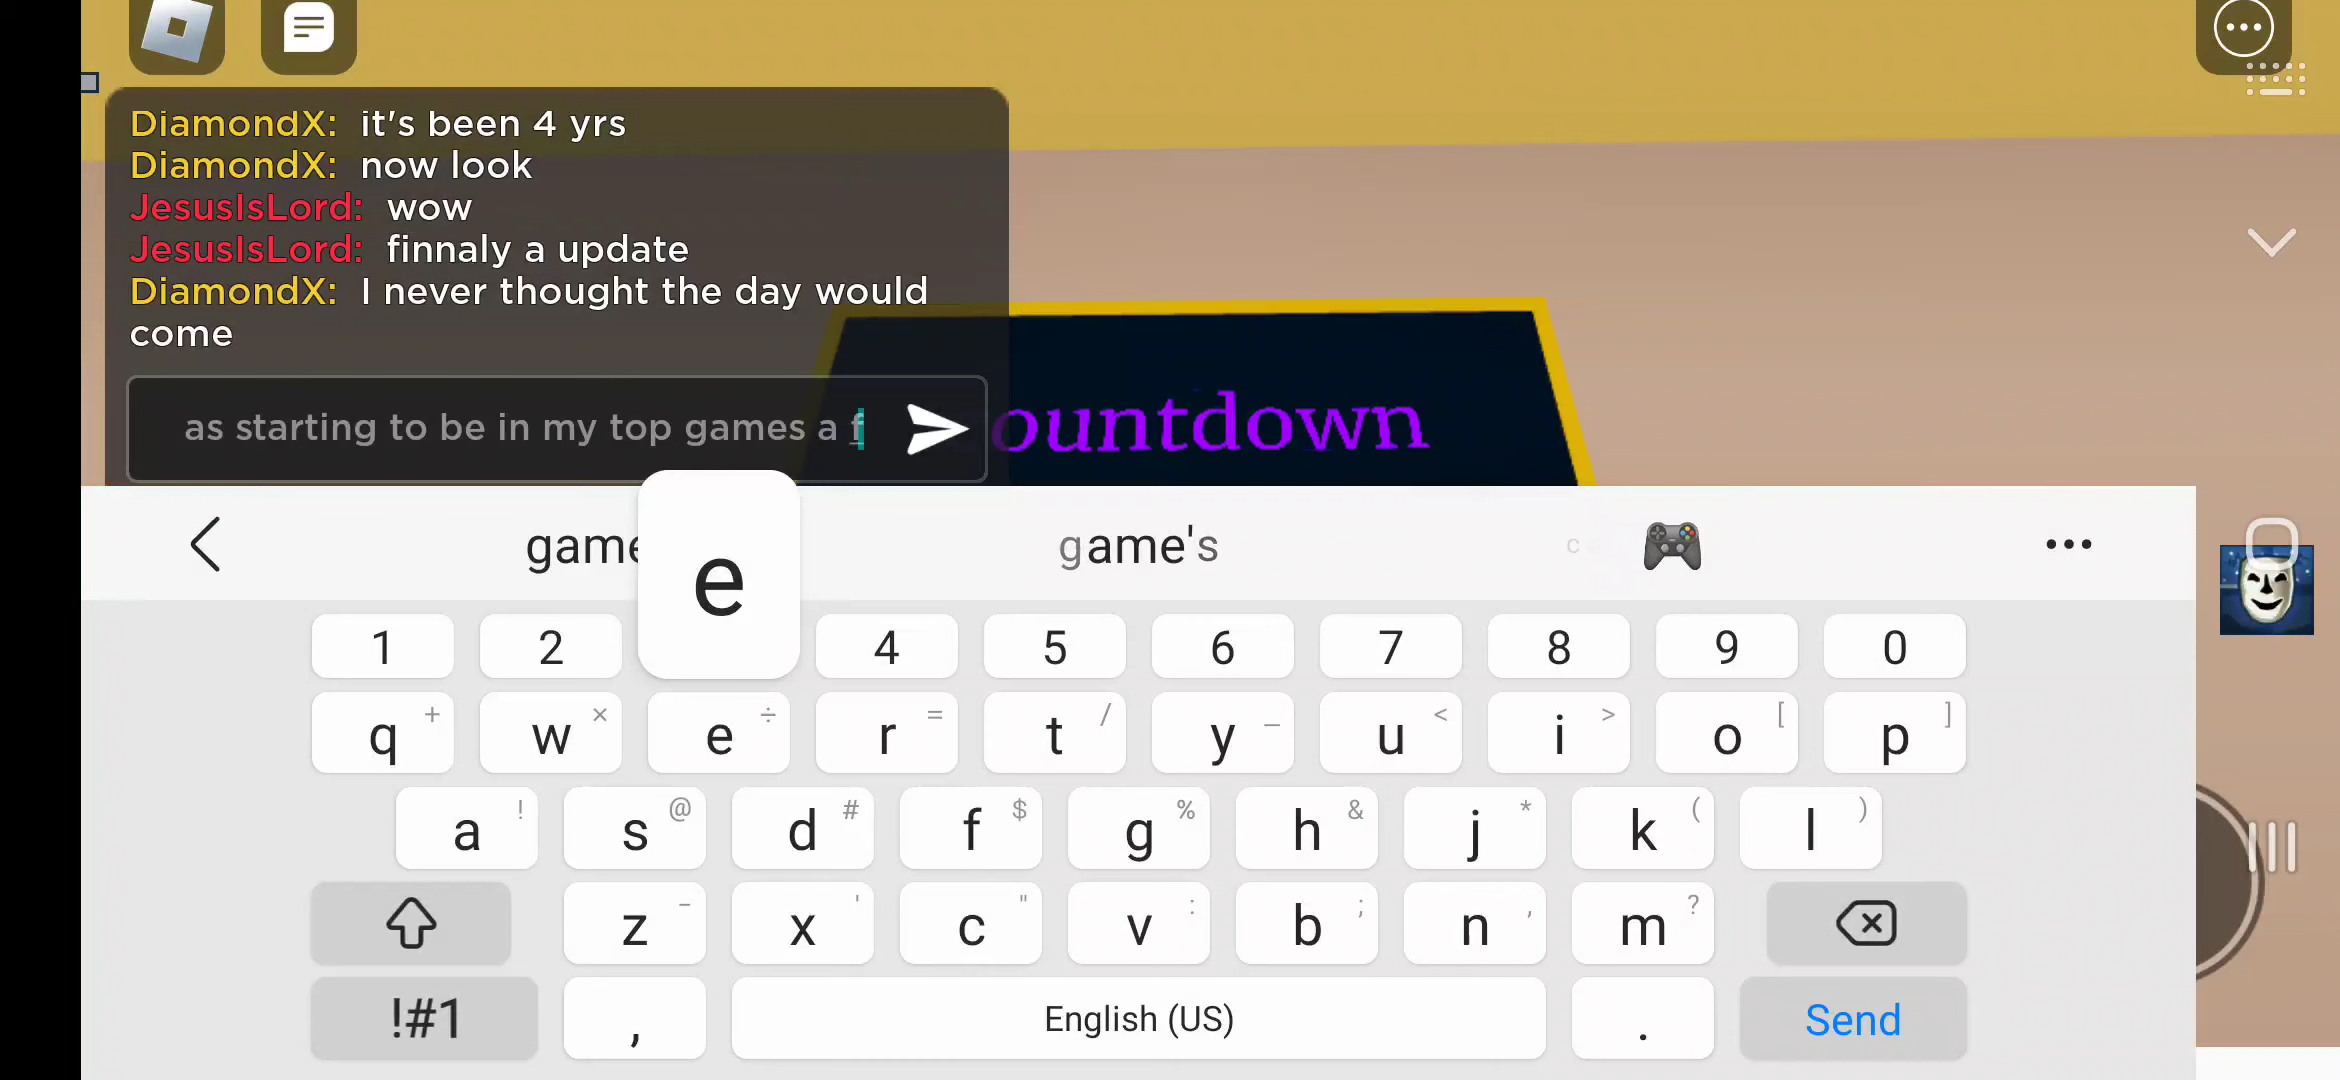 DiamondX: it's been 4 yrs
DiamondX: now look
JesusIsLord: wow
JesusIsLord: finnaly a update
DiamondX: I never thought the day would
come
as starting to be in my top games a f
ountdown
game
e
game's
1 2 4 5 6 7 8 9 0
q + w × e ÷ r = t / y _ u < i > o [ p ]
a ! s @ d # f $ g % h & j * k ( l )
z - x ' c " v : b ; n , m ?
!#1 , English (US) . Send